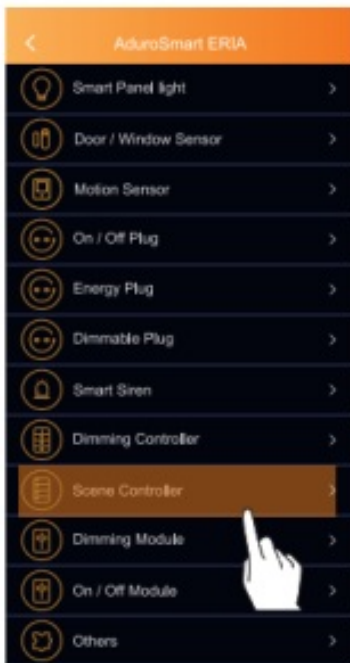 AduroSmart ERIA
Smart Panel light
Door / Window Sensor
Motion Sensor
On / Off Plug
Energy Plug
Dimmable Plug
Smart Siren
Dimming Controller
Scene Controller
Dimming Module
On / Off Module
Others